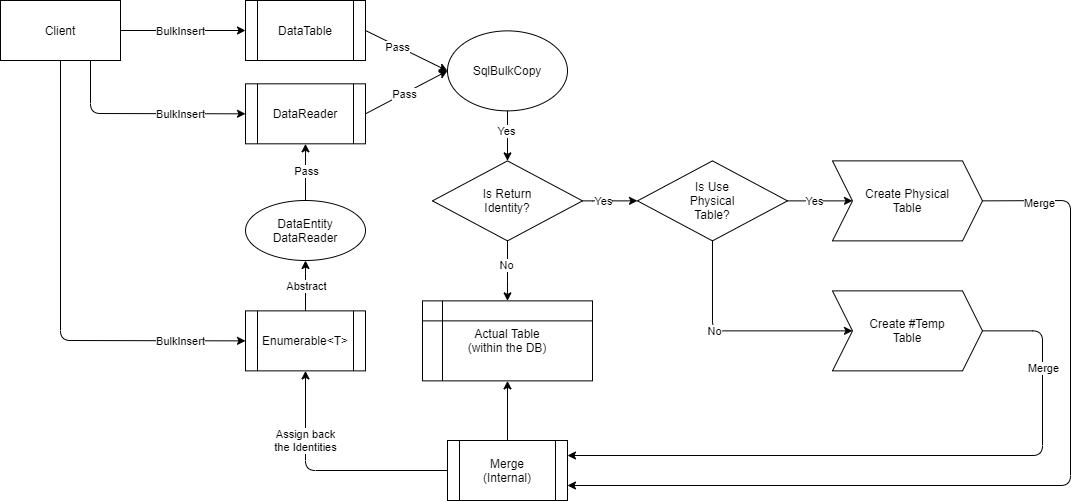 Client
BulkInsert
DataTable
Pass
SqlBulkCopy
BulkInsert
DataReader
Pass
Yes
Pass
Is Return
Identity?
Yes
Is Use
Physical
Table?
Yes
Create Physical
Table
Merge
DataEntity
DataReader
No
Abstract
BulkInsert
Enumerable<T>
Actual Table
(within the DB)
No
Create #Temp
Table
Merge
Assign back
the Identities
Merge
(Internal)